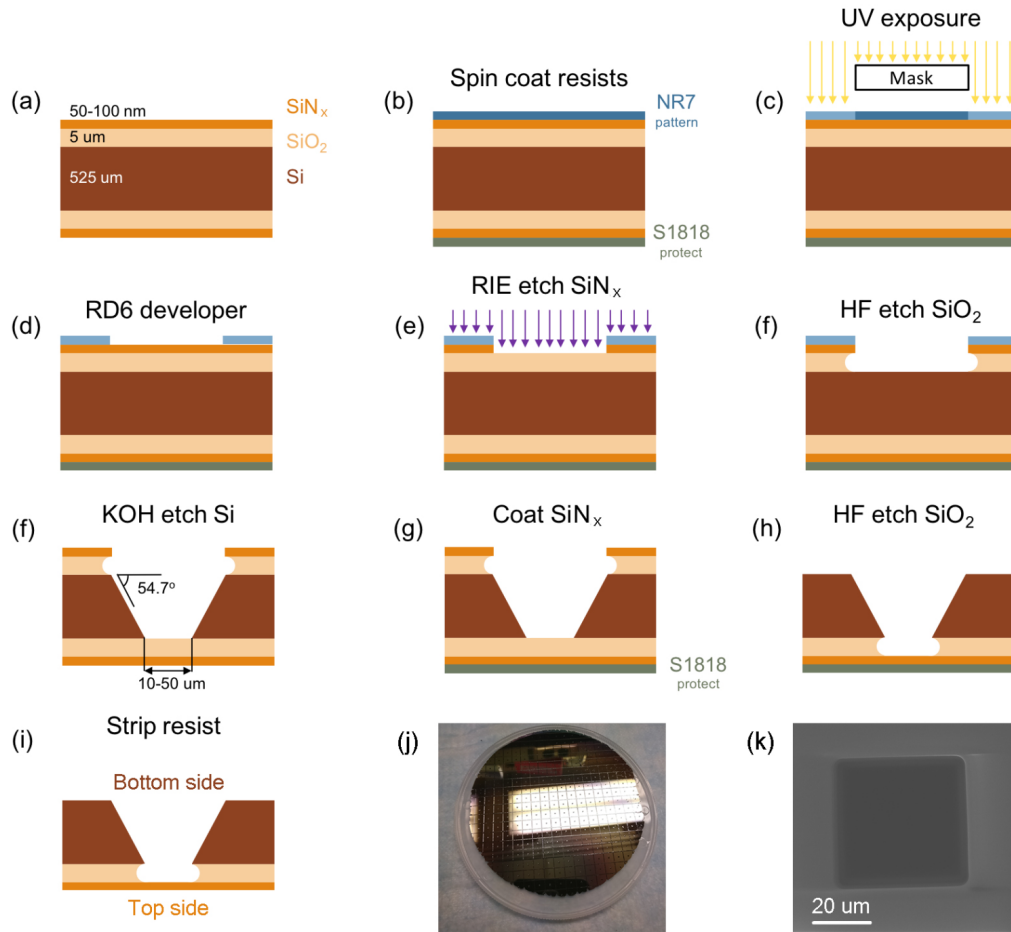 (a)
50-100 nm
SiNx
5 um
SiO2
525 um
Si
(b)
Spin coat resists
NR7
pattern
S1818
protect
UV exposure
(c)
Mask
(d)
RD6 developer
(e)
RIE etch SiNx
(f)
HF etch SiO2
(f)
KOH etch Si
54.7o
10-50 um
(g)
Coat SiNx
S1818
protect
(h)
HF etch SiO2
(i)
Strip resist
Bottom side
Top side
(j)
(k)
20 um